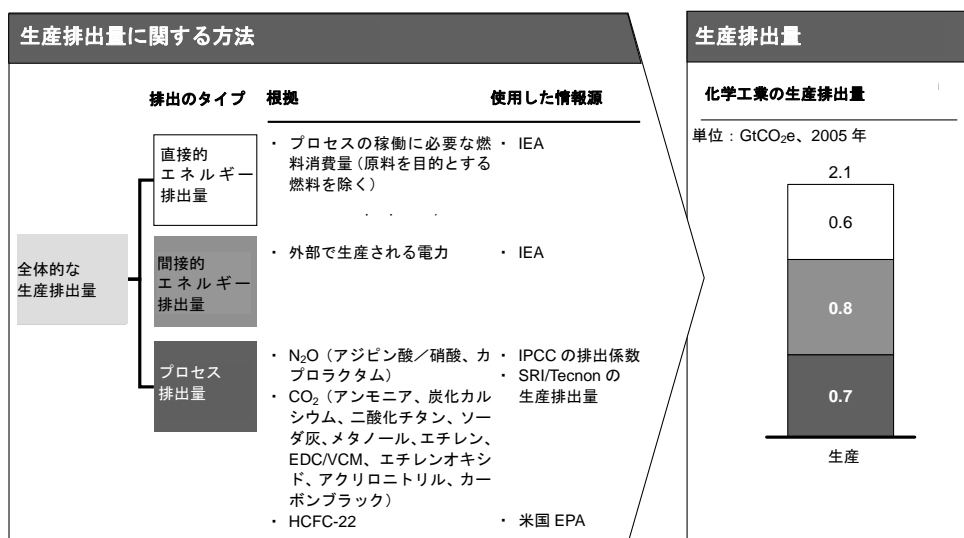 生産排出量に関する方法
排出のタイプ 根拠 使用した情報源
全体的な
生産排出量
直接的
エネルギー
排出量
・ プロセスの稼働に必要な燃
料消費量（原料を目的とする
燃料を除く）
・ IEA
間接的
エネルギー
排出量
・ 外部で生産される電力
・ IEA
プロセス
排出量
・ N₂O（アジピン酸／硝酸、カ
プロラクタム）
・ CO₂（アンモニア、炭化カル
シウム、二酸化チタン、ソー
ダ灰、メタノール、エチレン、
EDC/VCM、エチレンオキシ
ド、アクリロニトリル、カー
ボンブラック）
・ HCFC-22
・ IPCC の排出係数
・ SRI/Tecnon の
生産排出量
・ 米国 EPA
生産排出量
化学工業の生産排出量
単位：GtCO₂e、2005 年
2.1
0.6
0.8
0.7
生産